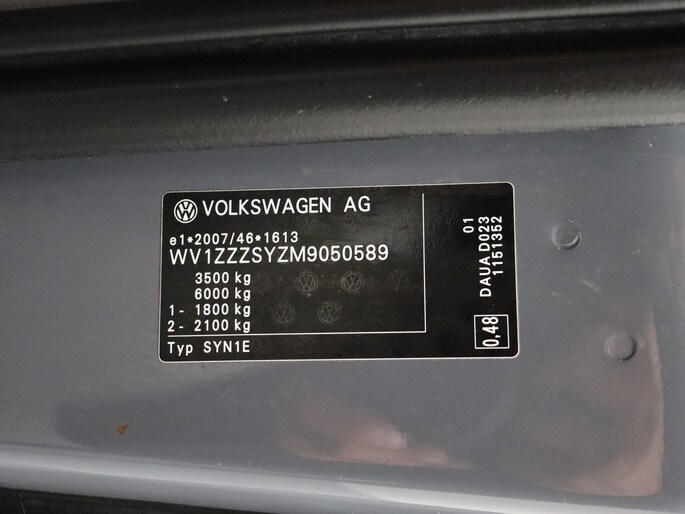 VOLKSWAGEN AG
e1*2007/46*1613
WV1ZZZSYZM9050589
3500 kg
6000 kg
1- 1800 kg
2- 2100 kg
Typ SYN1E
01
DAUA D023
1151352
0,48